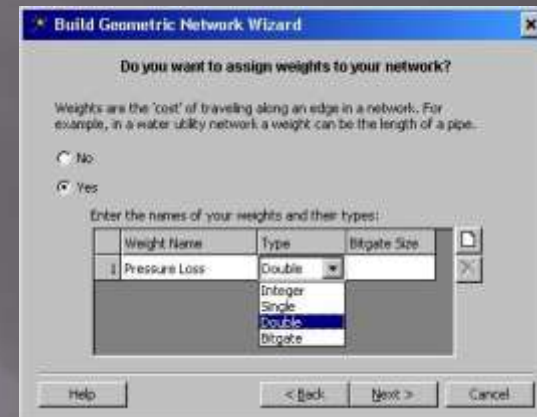 Build Geometric Network Wizard
Do you want to assign weights to your network?
Weights are the 'cost' of traveling along an edge in a network. For
example, in a water utility network a weight can be the length of a pipe.
No
Yes
Enter the names of your weights and their types:
Weight Name Type Bitgate Size
1 Pressure Loss Double
Integer
Single
Double
Bitgate
Help < Back Next > Cancel